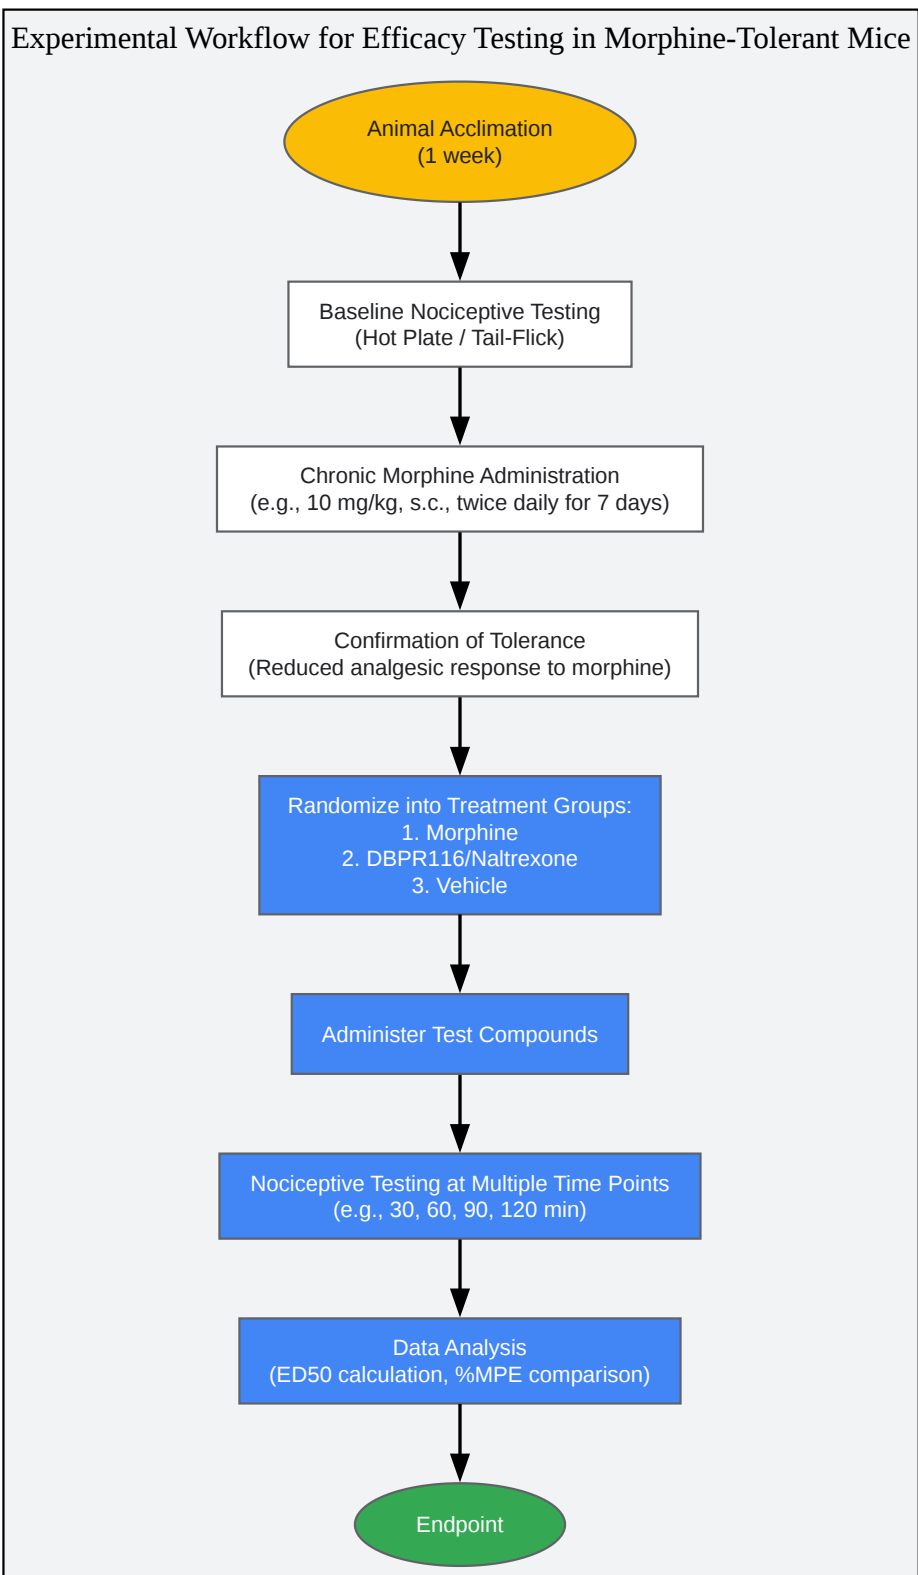 Experimental Workflow for Efficacy Testing in Morphine-Tolerant Mice
Animal Acclimation
(1 week)
Baseline Nociceptive Testing
(Hot Plate / Tail-Flick)
Chronic Morphine Administration
(e.g., 10 mg/kg, s.c., twice daily for 7 days)
Confirmation of Tolerance
(Reduced analgesic response to morphine)
Randomize into Treatment Groups:
1. Morphine
2. DBPR116/Naltrexone
3. Vehicle
Administer Test Compounds
Nociceptive Testing at Multiple Time Points
(e.g., 30, 60, 90, 120 min)
Data Analysis
(ED50 calculation, %MPE comparison)
Endpoint